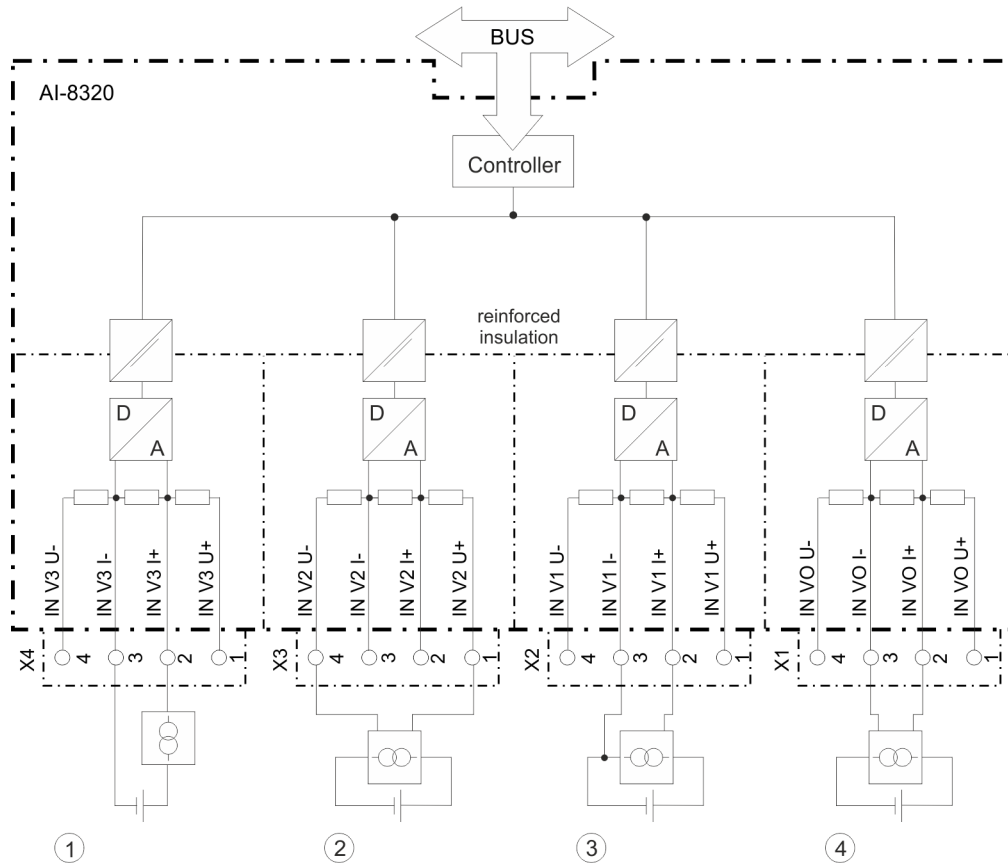 BUS
AI-8320
Controller
reinforced
insulation
D
A
D
A
D
A
D
A
IN V3 U-
IN V3 I-
IN V3 I+
IN V3 U+
IN V2 U-
IN V2 I-
IN V2 I+
IN V2 U+
IN V1 U-
IN V1 I-
IN V1 I+
IN V1 U+
IN VO U-
IN VO I-
IN VO I+
IN VO U+
X4
4
3
2
1
X3
4
3
2
1
X2
4
3
2
1
X1
4
3
2
1
1
2
3
4